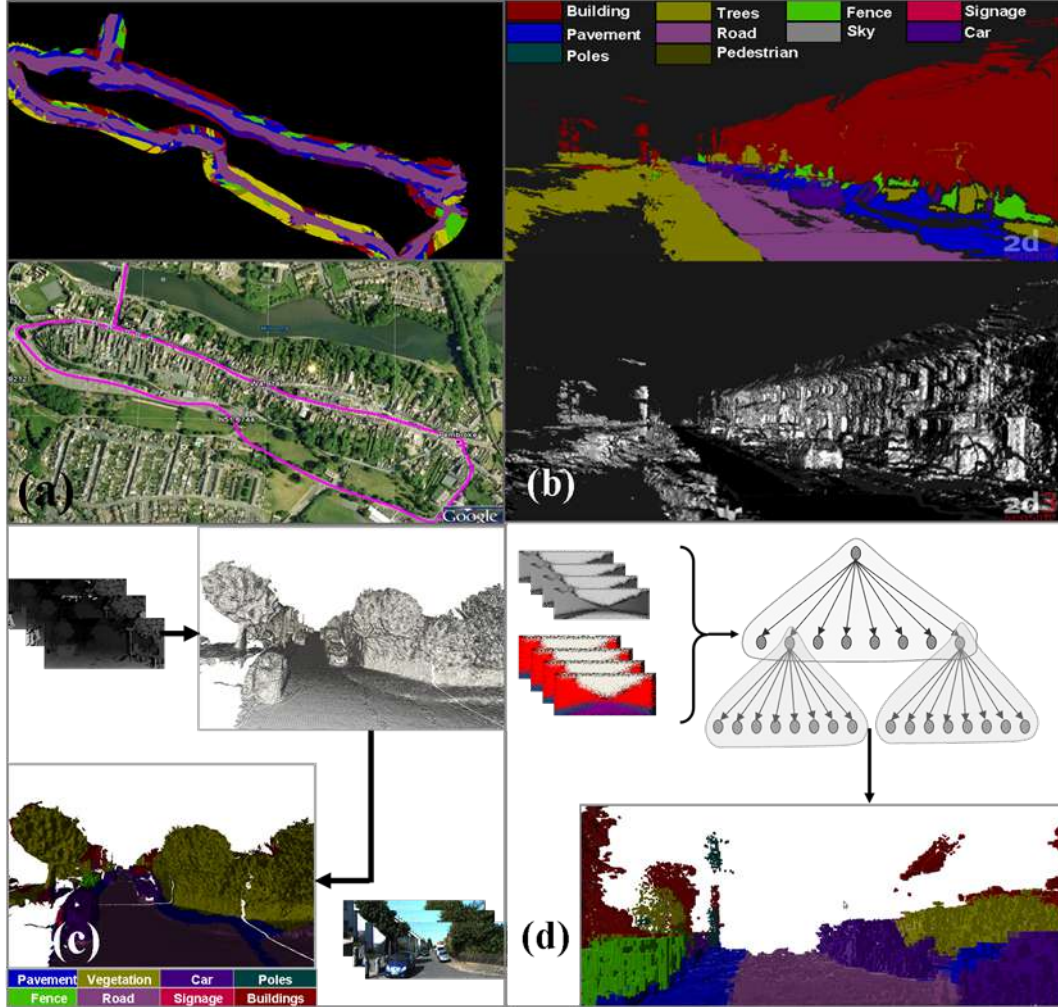 Building Trees Fence Signage
Pavement Road Sky Car
Poles Pedestrian
2d
(a)
Google
(b)
2d3
(c)
Pavement Vegetation Car Poles
Fence Road Signage Buildings
(d)